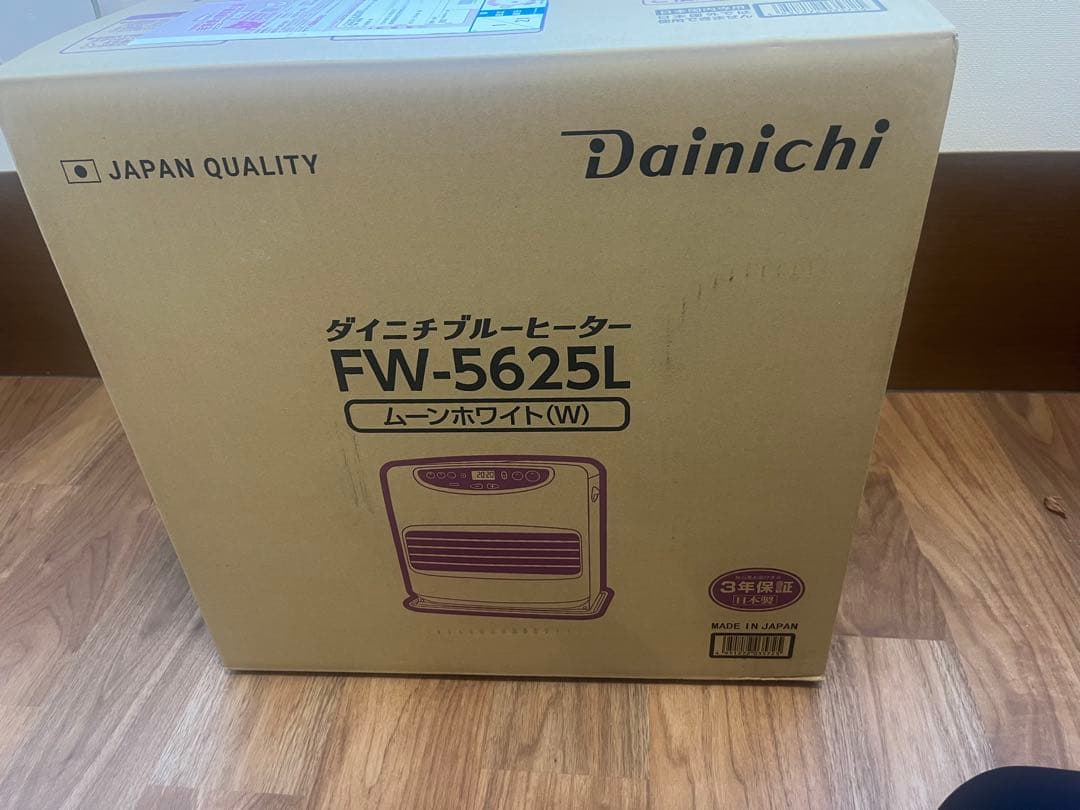 JAPAN QUALITY
Dainichi
ダイニチブルーヒーター
FW-5625L
ムーンホワイト(W)
3年保証
日本製
MADE IN JAPAN